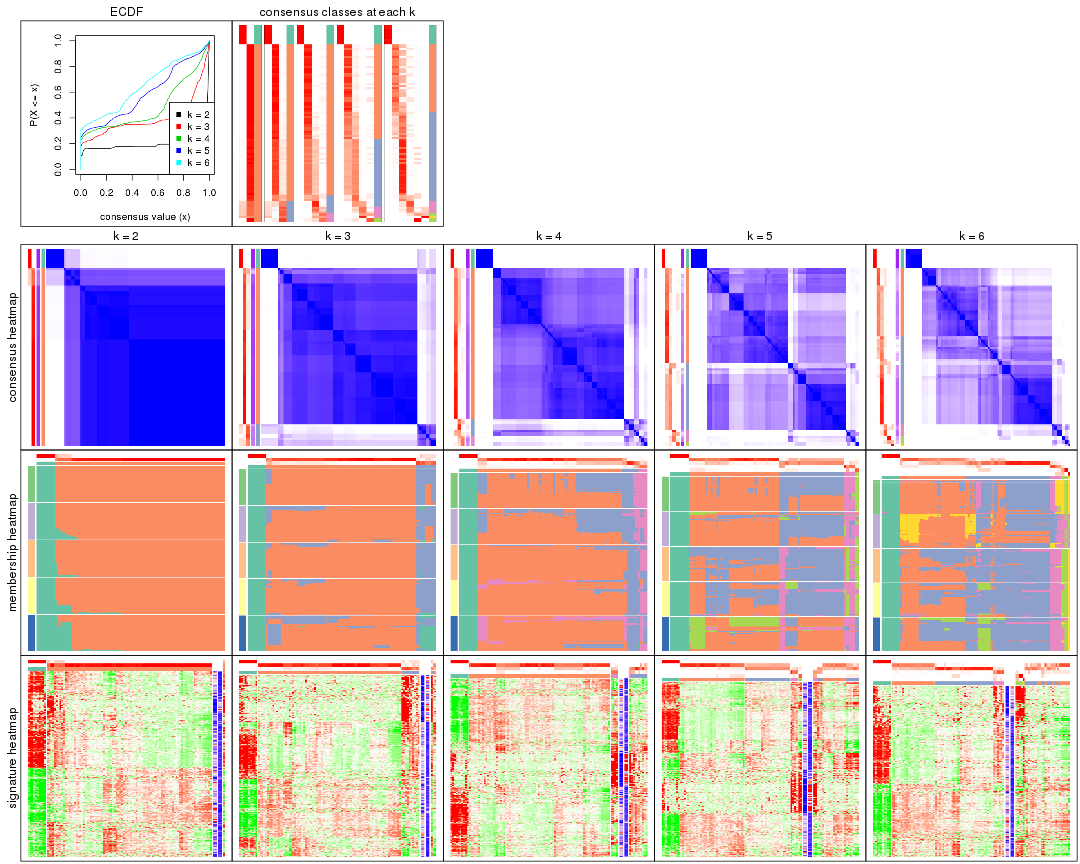 ECDF
consensus classes at each k
P(X <= x)
0.0
0.2
0.4
0.6
0.8
1.0
k = 2
k = 3
k = 4
k = 5
k = 6
0.0 0.2 0.4 0.6 0.8 1.0
consensus value (x)
k = 2
k = 3
k = 4
k = 5
k = 6
consensus heatmap
membership heatmap
signature heatmap